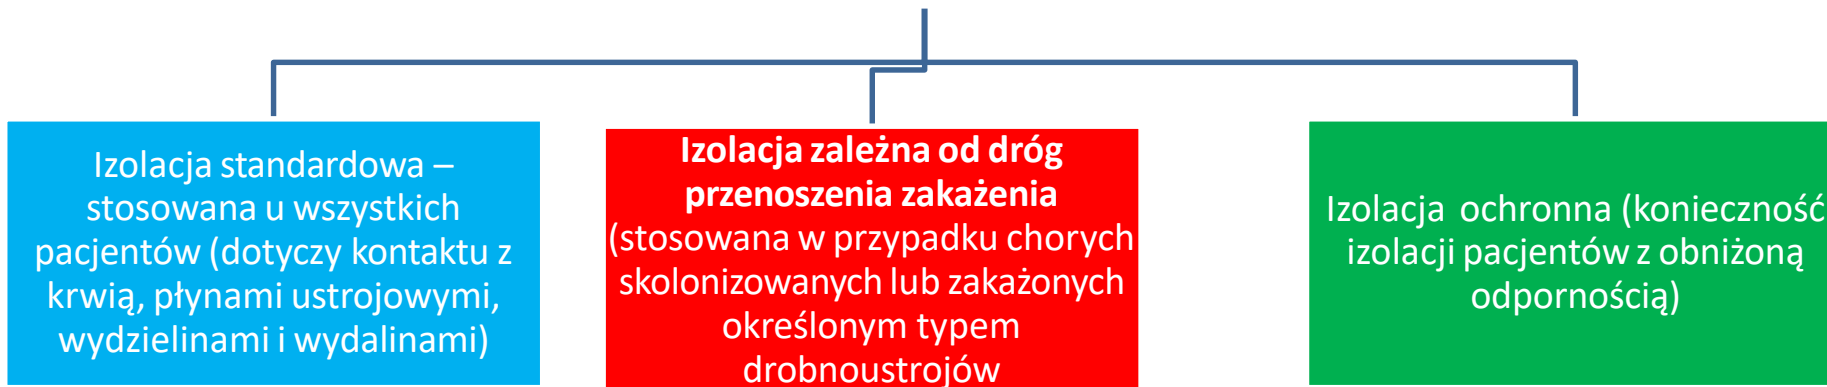 Izolacja standardowa –
stosowana u wszystkich
pacjentów (dotyczy kontaktu z
krwią, płynami ustrojowymi,
wydzielinami i wydalinami)
Izolacja zależna od dróg
przenoszenia zakażenia
(stosowana w przypadku chorych
skolonizowanych lub zakażonych
określonym typem
drobnoustrojów
Izolacja ochronna (konieczność
izolacji pacjentów z obniżoną
odpornością)